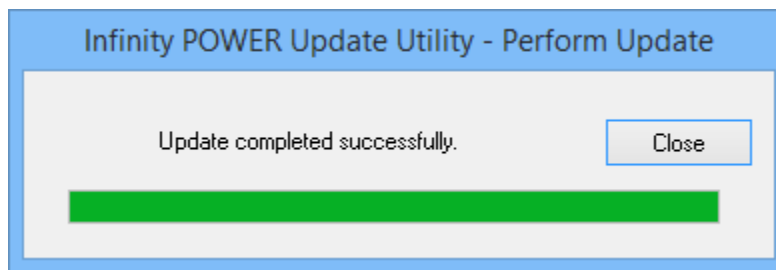 Infinity POWER Update Utility - Perform Update
Update completed successfully.
Close